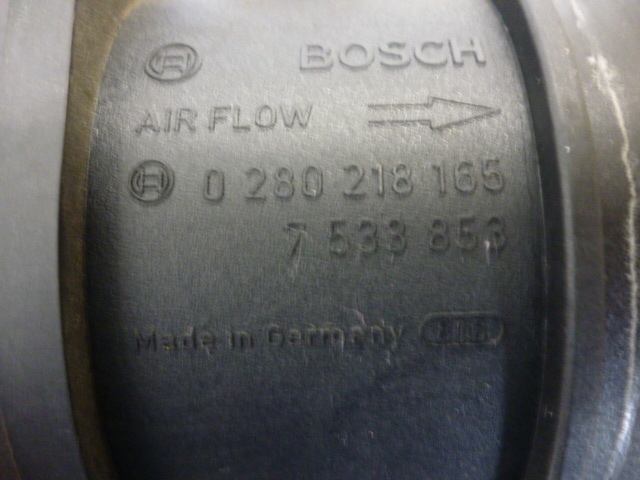 BOSCH
AIR FLOW
0 280 218 165
7 533 853
Made in Germany